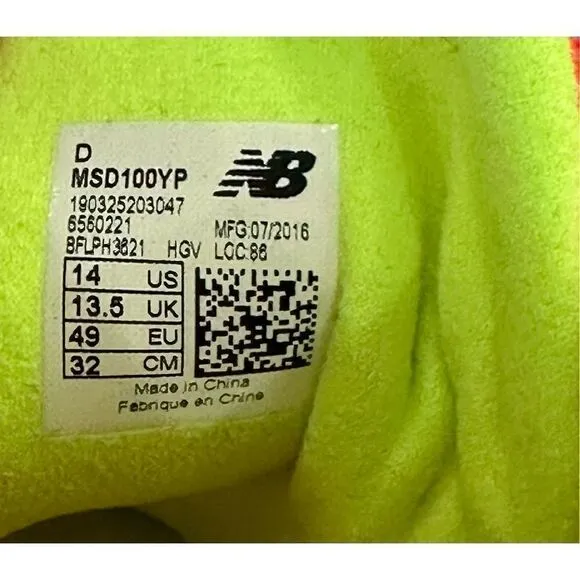 D
MSD100YP
NB
190325203047
6560221
MFG:07/2016
BFLPH3621 HGV LOC:86
14 US
13.5 UK
49 EU
32 CM
Made in China
Fabrique en Chine